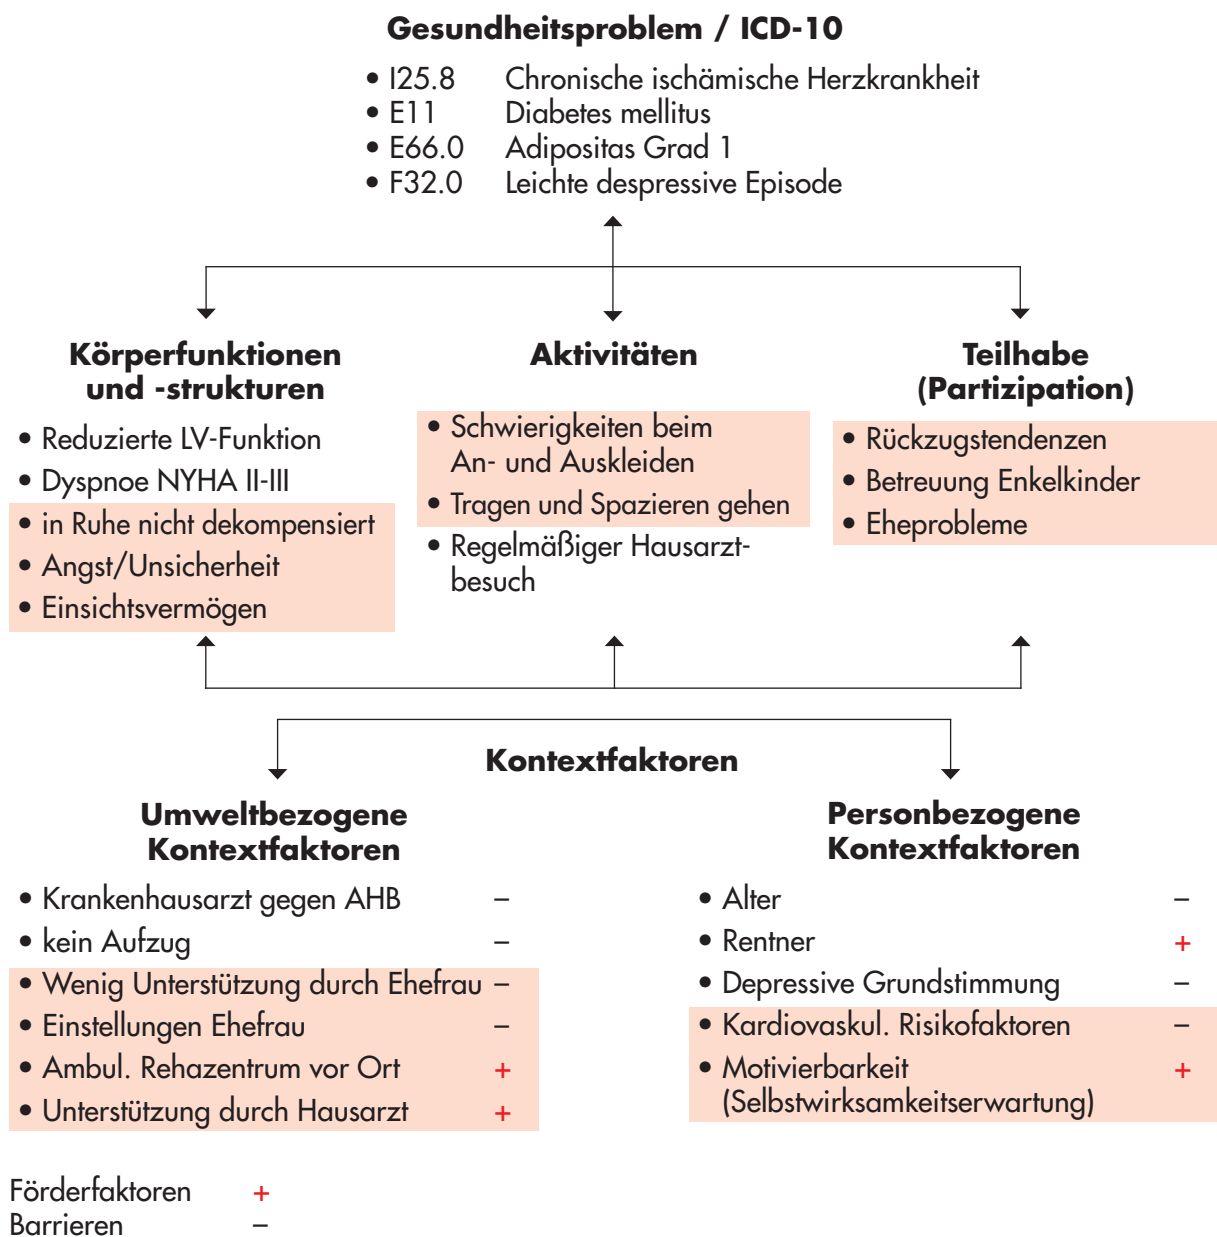 Gesundheitsproblem / ICD-10
• I25.8 Chronische ischämische Herzkrankheit
• E11 Diabetes mellitus
• E66.0 Adipositas Grad 1
• F32.0 Leichte despressive Episode
Körperfunktionen
und -strukturen
• Reduzierte LV-Funktion
• Dyspnoe NYHA II-III
• in Ruhe nicht dekompensiert
• Angst/Unsicherheit
• Einsichtsvermögen
Aktivitäten
• Schwierigkeiten beim
An- und Auskleiden
• Tragen und Spazieren gehen
• Regelmäßiger Hausarzt-
besuch
Teilhabe
(Partizipation)
• Rückzugstendenzen
• Betreuung Enkelkinder
• Eheprobleme
Kontextfaktoren
Umweltbezogene
Kontextfaktoren
• Krankenhausarzt gegen AHB –
• kein Aufzug –
• Wenig Unterstützung durch Ehefrau –
• Einstellungen Ehefrau –
• Ambul. Rehazentrum vor Ort +
• Unterstützung durch Hausarzt +
Personbezogene
Kontextfaktoren
• Alter –
• Rentner +
• Depressive Grundstimmung –
• Kardiovaskul. Risikofaktoren –
• Motivierbarkeit +
(Selbstwirksamkeitserwartung)
Förderfaktoren +
Barrieren –